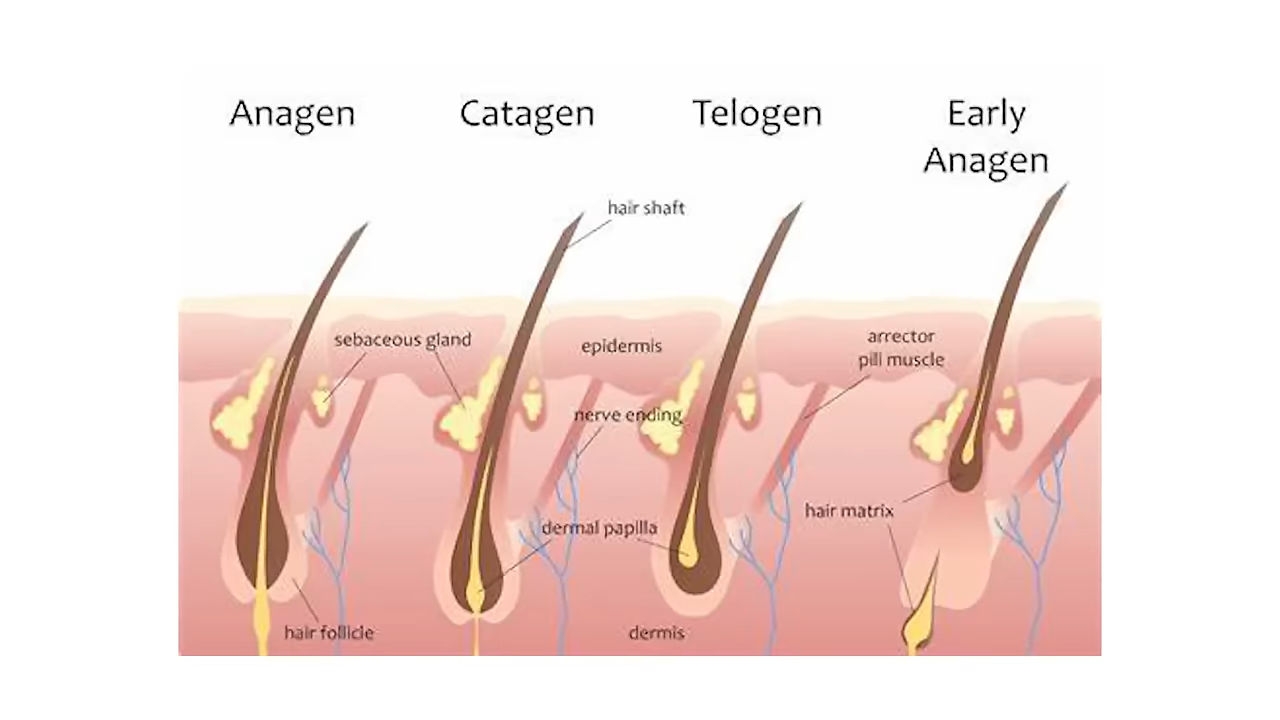 Anagen
Catagen
Telogen
Early
Anagen
hair shaft
sebaceous gland
epidermis
arrector
pili muscle
nerve ending
hair matrix
dermal papilla
hair follicle
dermis